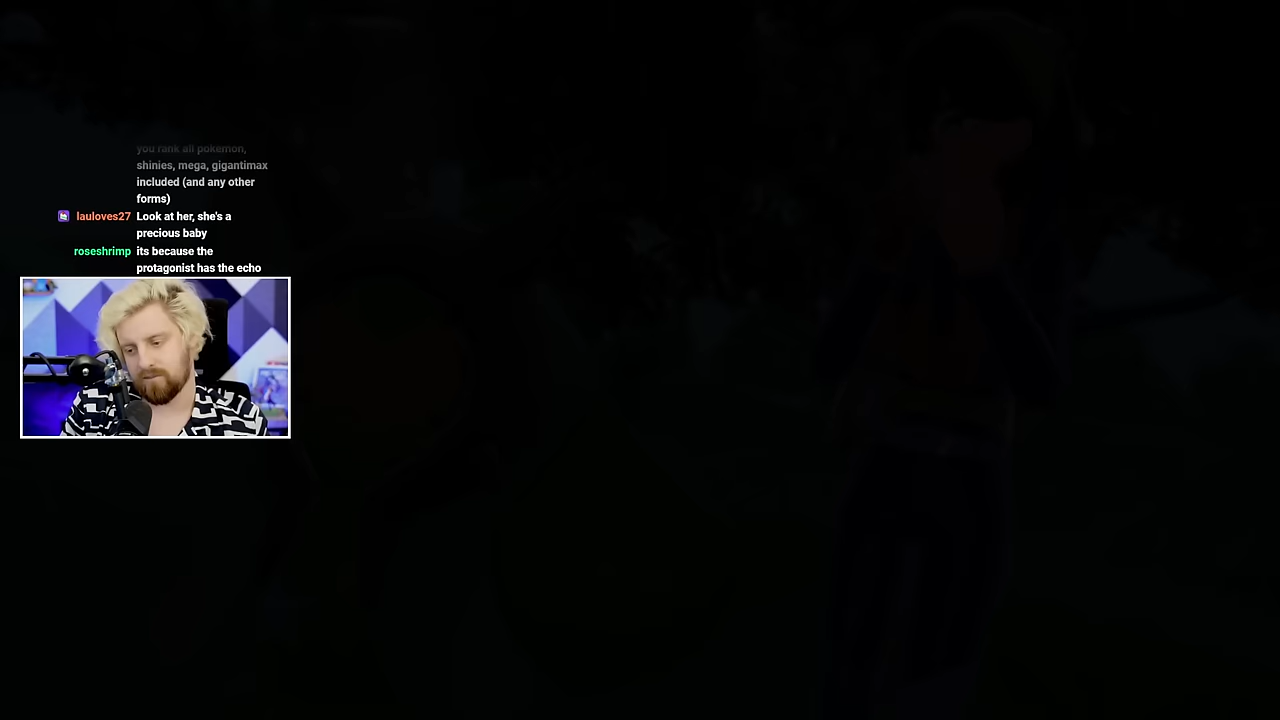 you rank all pokemon,
shinies, mega, gigantimax
included (and any other
forms)
lauloves27 Look at her, she's a
precious baby
roseshrimp its because the
protagonist has the echo